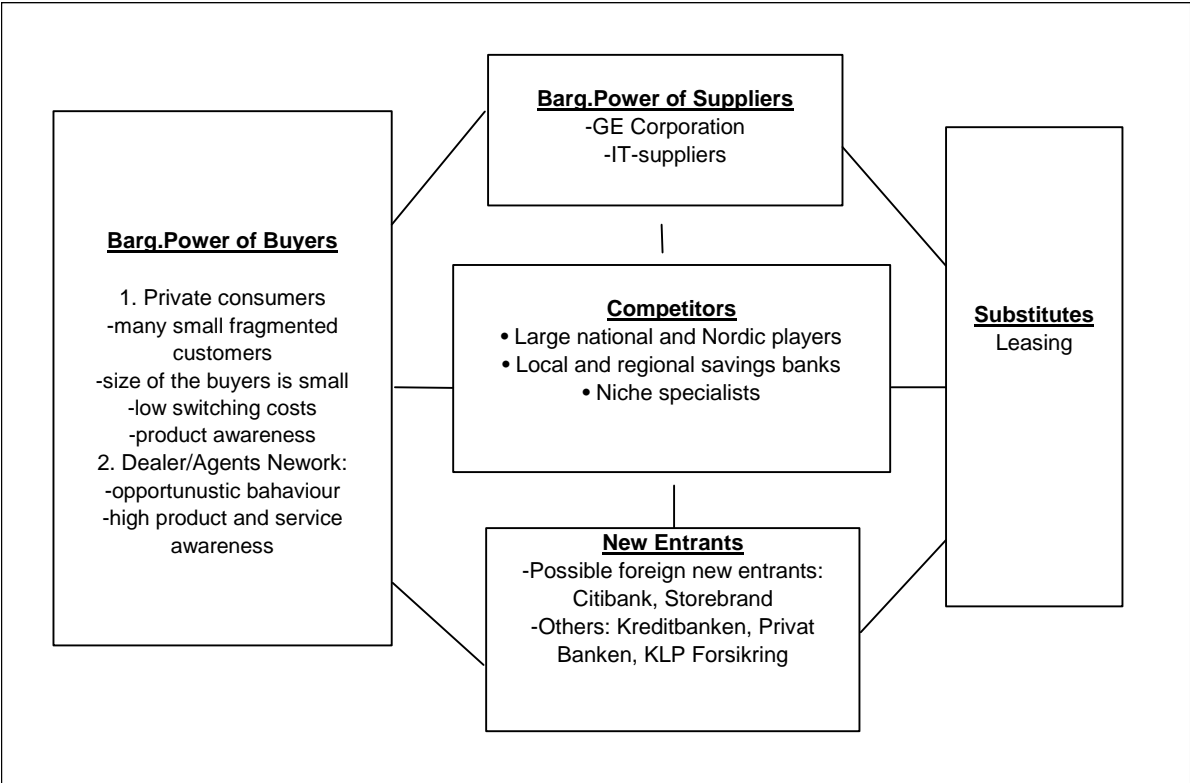 Barg.Power of Suppliers
-GE Corporation
-IT-suppliers
Barg.Power of Buyers
1. Private consumers
-many small fragmented
customers
-size of the buyers is small
-low switching costs
-product awareness
2. Dealer/Agents Nework:
-opportunustic bahaviour
-high product and service
awareness
Competitors
• Large national and Nordic players
• Local and regional savings banks
• Niche specialists
Substitutes
Leasing
New Entrants
-Possible foreign new entrants:
Citibank, Storebrand
-Others: Kreditbanken, Privat
Banken, KLP Forsikring